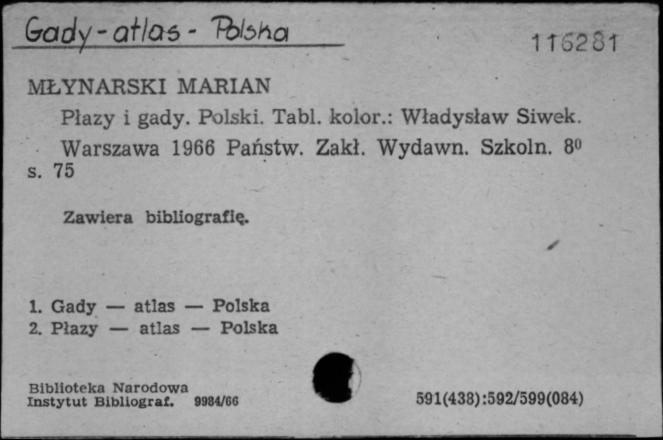 Gady - atlas - Polska
116281
MŁYNARSKI MARIAN
Płazy i gady. Polski. Tabl. kolor.: Władysław Siwek.
Warszawa 1966 Państw. Zakł. Wydawn. Szkoln. 8⁰
s. 75
Zawiera bibliografię.
1. Gady — atlas — Polska
2. Płazy — atlas — Polska
Biblioteka Narodowa
Instytut Bibliograf. 9984/66
591(438):592/599(084)